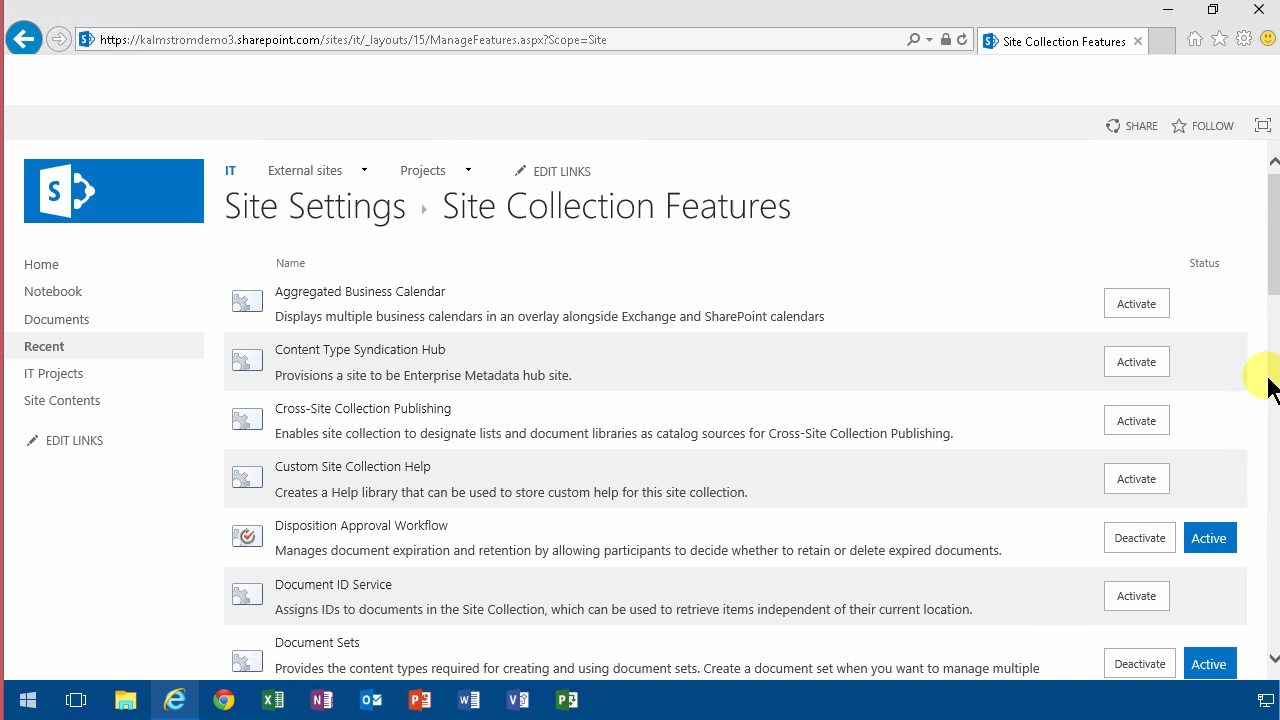 https://kalmstromdemo3.sharepoint.com/sites/it/_layouts/15/ManageFeatures.aspx?Scope=Site
Site Collection Features
SHARE
FOLLOW
S
IT
External sites
Projects
EDIT LINKS
Site Settings
Site Collection Features
Home
Notebook
Documents
Recent
IT Projects
Site Contents
EDIT LINKS
Name
Status
Aggregated Business Calendar
Displays multiple business calendars in an overlay alongside Exchange and SharePoint calendars
Activate
Content Type Syndication Hub
Provisions a site to be Enterprise Metadata hub site.
Activate
Cross-Site Collection Publishing
Enables site collection to designate lists and document libraries as catalog sources for Cross-Site Collection Publishing.
Activate
Custom Site Collection Help
Creates a Help library that can be used to store custom help for this site collection.
Activate
Disposition Approval Workflow
Manages document expiration and retention by allowing participants to decide whether to retain or delete expired documents.
Deactivate
Active
Document ID Service
Assigns IDs to documents in the Site Collection, which can be used to retrieve items independent of their current location.
Activate
Document Sets
Provides the content types required for creating and using document sets. Create a document set when you want to manage multiple
Deactivate
Active